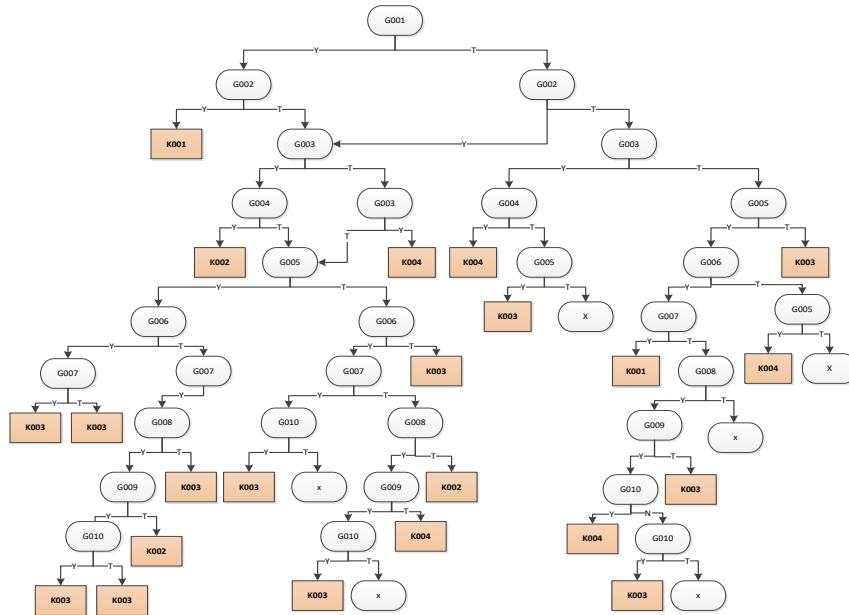 G001
Y T
G002 G002
Y T Y T
K001 G003 G003
Y T Y T
G004 G003 G004 G005
Y T T Y Y T Y T
K002 G005 K004 K004 G005 G006 K003
Y T Y T Y T
G006 G006 K003 X G007 G005
Y T Y T Y T Y T
G007 G007 G007 K003 K001 G008 K004 X
Y T Y Y T Y T
K003 K003 G008 G010 G008 G009 x
Y T Y T Y T Y T
G009 K003 K003 x G009 K002 G010 K003
Y T Y T Y N
G010 K002 G010 K004 K004 G010
Y T Y T Y T
K003 K003 K003 x K003 x